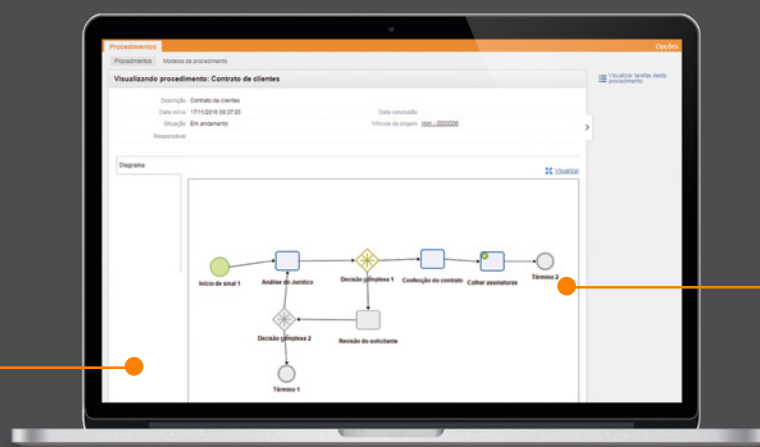 Procedimentos Opções
Procedimentos Modelos de procedimento
Visualizando procedimento: Contrato de clientes
Visualizar tarefas deste procedimento
Descrição Contrato de clientes
Data início 17/11/2016 08:37:05 Data conclusão
Situação Em andamento Vínculo da origem Hon - 0000006
Responsável
Diagrama
Visualizar
Início de sinal 1
Análise do Jurídico
Decisão complexa 1
Confecção do contrato
Colher assinaturas
Término 2
Decisão complexa 2
Revisão do solicitante
Término 1